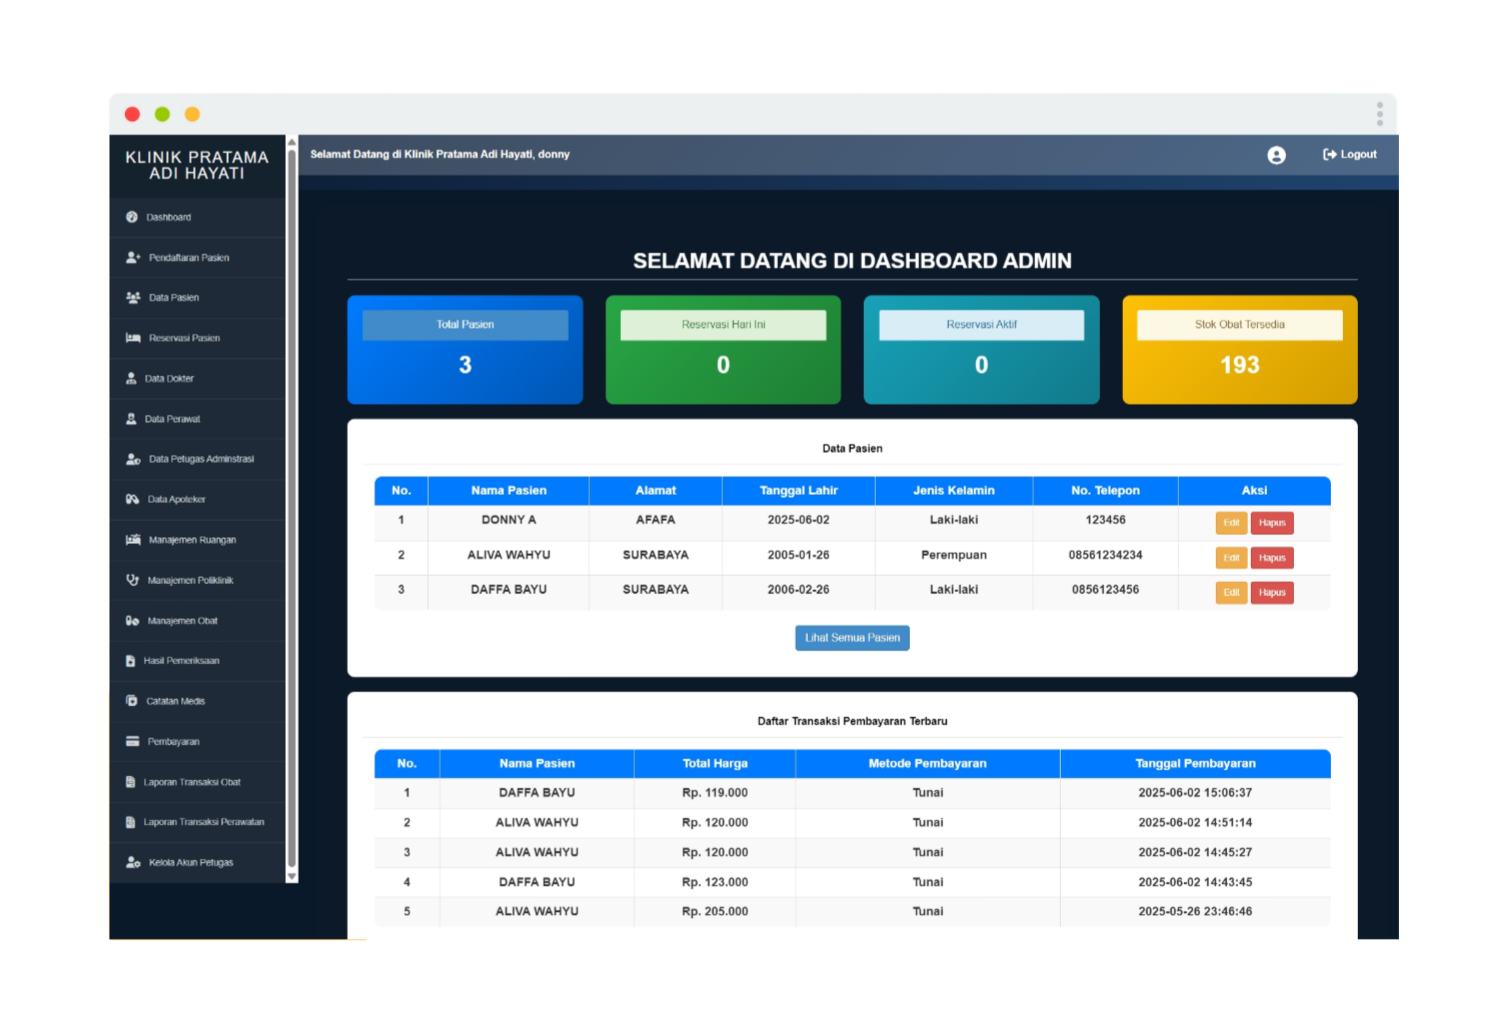 KLINIK PRATAMA
ADI HAYATI
Selamat Datang di Klinik Pratama Adi Hayati, donny
Logout
Dashboard
Pendaftaran Pasien
Data Pasien
Reservasi Pasien
Data Dokter
Data Perawat
Data Petugas Adminstrasi
Data Apoteker
Manajemen Ruangan
Manajemen Poliklinik
Manajemen Obat
Hasil Pemeriksaan
Catatan Medis
Pembayaran
Laporan Transaksi Obat
Laporan Transaksi Perawatan
Kelola Akun Petugas
SELAMAT DATANG DI DASHBOARD ADMIN
Total Pasien
3
Reservasi Hari Ini
0
Reservasi Aktif
0
Stok Obat Tersedia
193
Data Pasien
No. Nama Pasien Alamat Tanggal Lahir Jenis Kelamin No. Telepon Aksi
1 DONNY A AFAFA 2025-06-02 Laki-laki 123456 Edit Hapus
2 ALIVA WAHYU SURABAYA 2005-01-26 Perempuan 08561234234 Edit Hapus
3 DAFFA BAYU SURABAYA 2006-02-26 Laki-laki 0856123456 Edit Hapus
Lihat Semua Pasien
Daftar Transaksi Pembayaran Terbaru
No. Nama Pasien Total Harga Metode Pembayaran Tanggal Pembayaran
1 DAFFA BAYU Rp. 119.000 Tunai 2025-06-02 15:06:37
2 ALIVA WAHYU Rp. 120.000 Tunai 2025-06-02 14:51:14
3 ALIVA WAHYU Rp. 120.000 Tunai 2025-06-02 14:45:27
4 DAFFA BAYU Rp. 123.000 Tunai 2025-06-02 14:43:45
5 ALIVA WAHYU Rp. 205.000 Tunai 2025-05-26 23:46:46